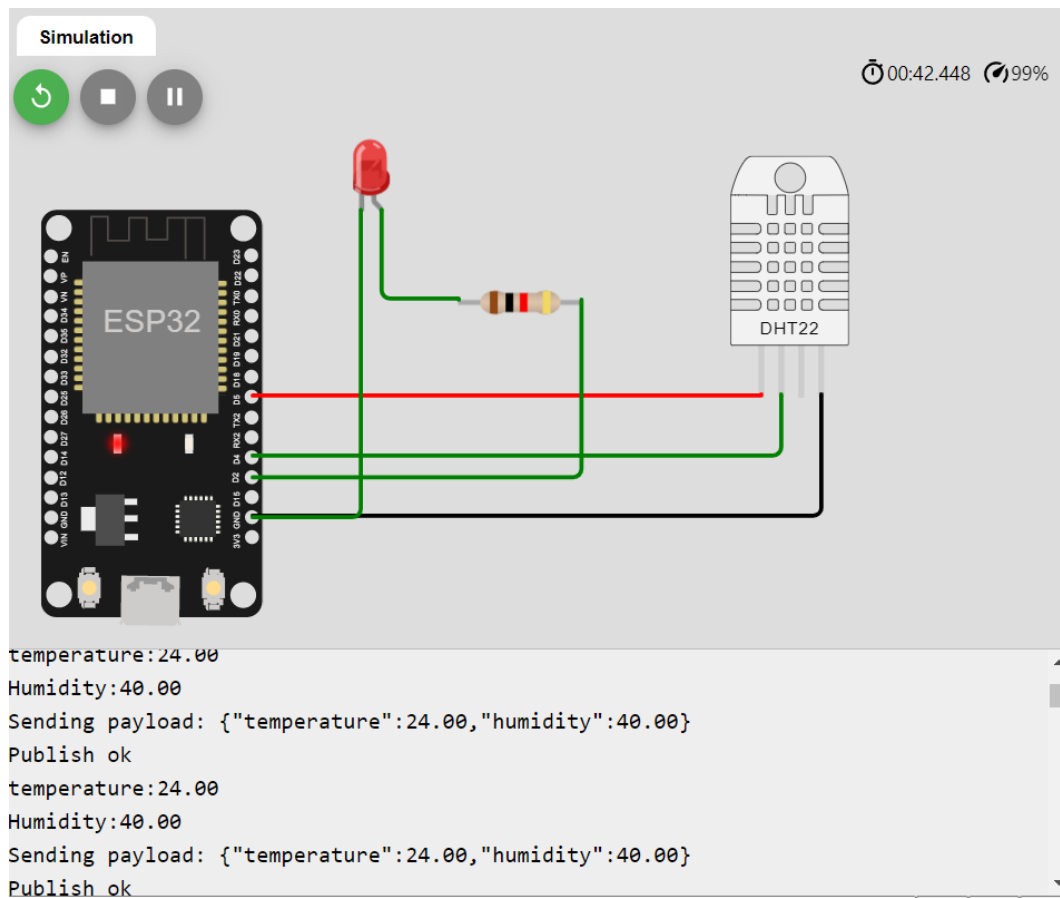 Simulation
00:42.448 99%
ESP32
EN
VP
VN
D34
D35
D32
D33
D25
D26
D27
D14
D12
D13
GND
VIN
D23
D22
TX0
RX0
D21
D19
D18
D5
TX2
RX2
D4
D2
D15
GND
3V3
DHT22
temperature:24.00
Humidity:40.00
Sending payload: {"temperature":24.00,"humidity":40.00}
Publish ok
temperature:24.00
Humidity:40.00
Sending payload: {"temperature":24.00,"humidity":40.00}
Publish ok